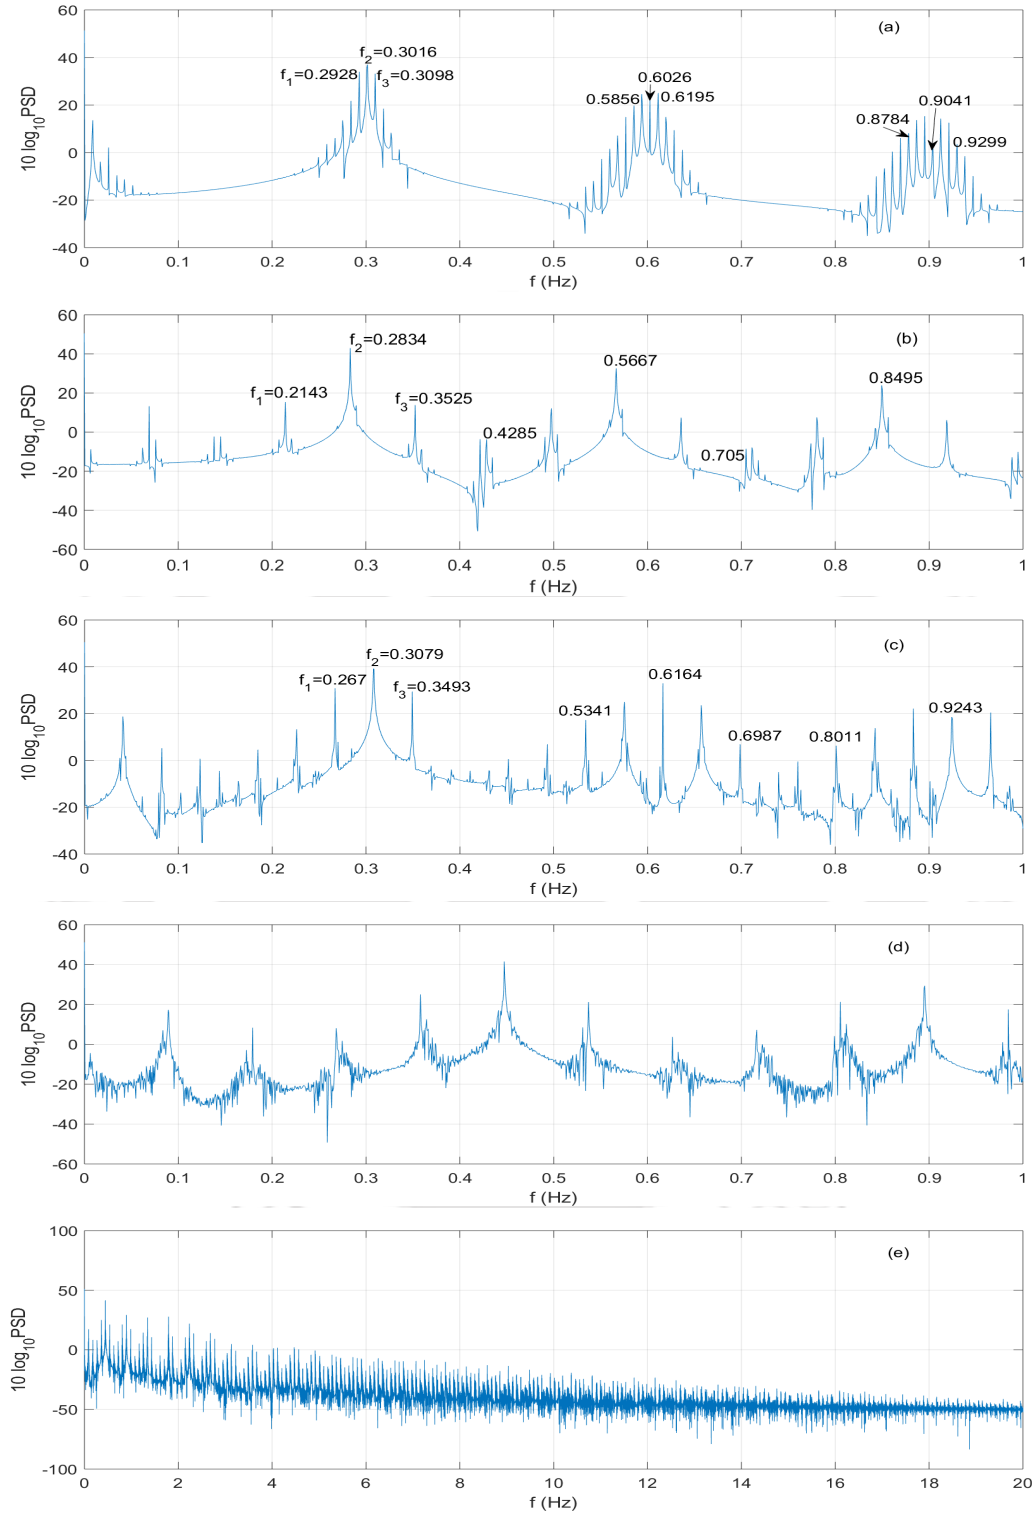 60
40
20
0
-20
-40
10 log10PSD
(a)
f2=0.3016
f1=0.2928
f3=0.3098
0.6026
0.5856
0.6195
0.9041
0.8784
0.9299
0 0.1 0.2 0.3 0.4 0.5 0.6 0.7 0.8 0.9 1
f (Hz)
60
40
20
0
-20
-40
-60
10 log10PSD
(b)
f2=0.2834
f1=0.2143
f3=0.3525
0.4285
0.5667
0.705
0.8495
0 0.1 0.2 0.3 0.4 0.5 0.6 0.7 0.8 0.9 1
f (Hz)
60
40
20
0
-20
-40
10 log10PSD
(c)
f2=0.3079
f1=0.267
f3=0.3493
0.6164
0.5341
0.6987
0.8011
0.9243
0 0.1 0.2 0.3 0.4 0.5 0.6 0.7 0.8 0.9 1
f (Hz)
60
40
20
0
-20
-40
-60
10 log10PSD
(d)
0 0.1 0.2 0.3 0.4 0.5 0.6 0.7 0.8 0.9 1
f (Hz)
100
50
0
-50
-100
10 log10PSD
(e)
0 2 4 6 8 10 12 14 16 18 20
f (Hz)